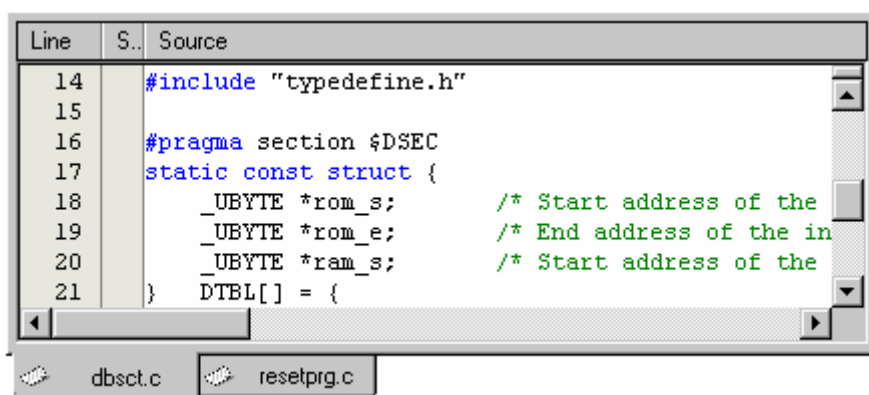 Line S.. Source
14 #include "typedefine.h"
15
16 #pragma section $DSEC
17 static const struct {
18 _UBYTE *rom_s; /* Start address of the
19 _UBYTE *rom_e; /* End address of the in
20 _UBYTE *ram_s; /* Start address of the
21 } DTBL[] = {
dbsct.c resetprg.c